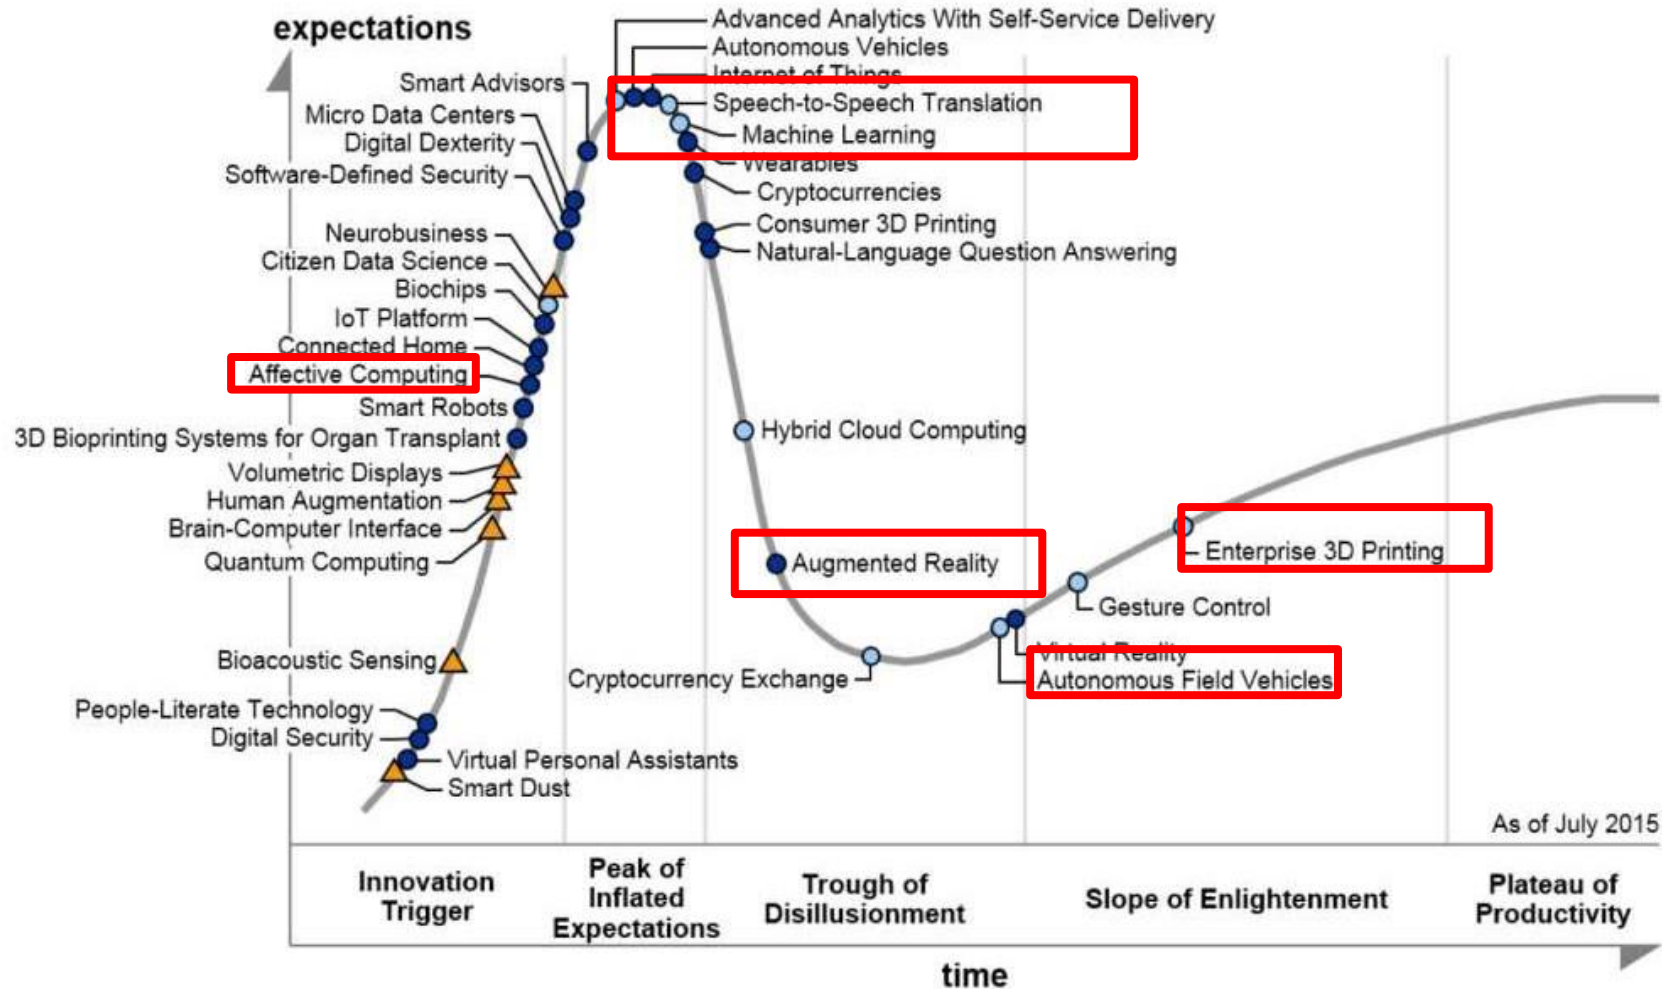 expectations
Advanced Analytics With Self-Service Delivery
Autonomous Vehicles
Internet of Things
Speech-to-Speech Translation
Machine Learning
Wearables
Cryptocurrencies
Consumer 3D Printing
Natural-Language Question Answering
Smart Advisors
Micro Data Centers
Digital Dexterity
Software-Defined Security
Neurobusiness
Citizen Data Science
Biochips
IoT Platform
Connected Home
Affective Computing
Smart Robots
3D Bioprinting Systems for Organ Transplant
Volumetric Displays
Human Augmentation
Brain-Computer Interface
Quantum Computing
Bioacoustic Sensing
People-Literate Technology
Digital Security
Virtual Personal Assistants
Smart Dust
Hybrid Cloud Computing
Augmented Reality
Cryptocurrency Exchange
Enterprise 3D Printing
Gesture Control
Virtual Reality
Autonomous Field Vehicles
As of July 2015
Innovation
Trigger
Peak of
Inflated
Expectations
Trough of
Disillusionment
Slope of Enlightenment
Plateau of
Productivity
time